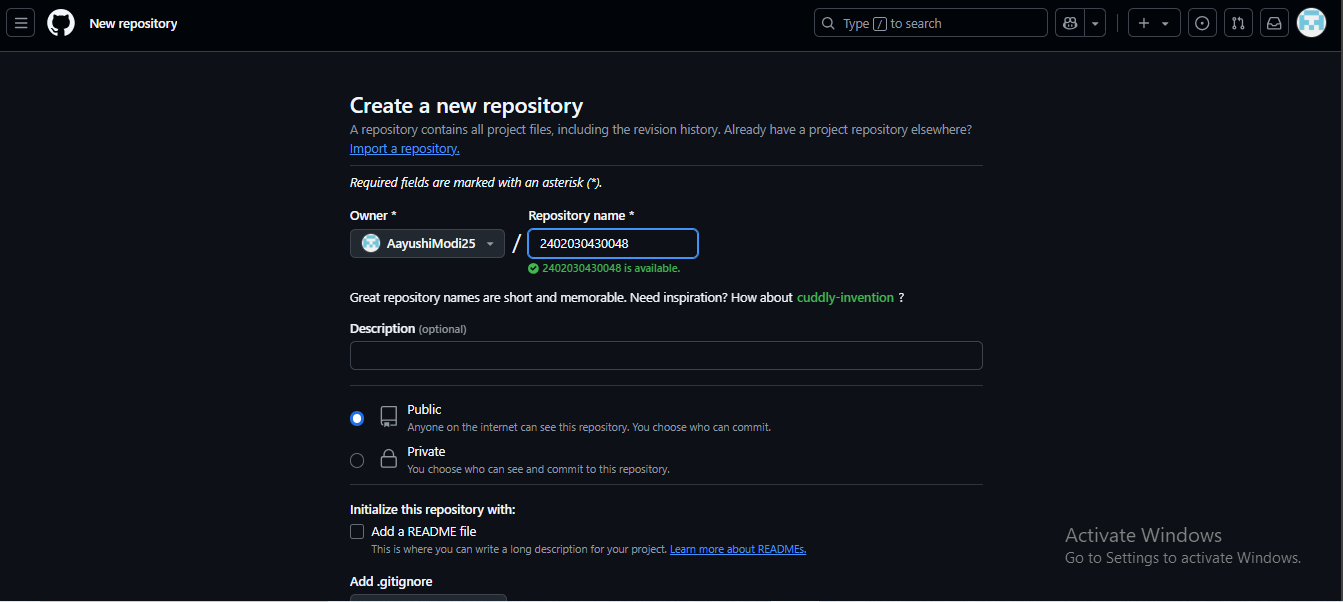 New repository
Type / to search
Create a new repository
A repository contains all project files, including the revision history. Already have a project repository elsewhere?
Import a repository.
Required fields are marked with an asterisk (*).
Owner *
Repository name *
AayushiModi25
/
2402030430048
2402030430048 is available.
Great repository names are short and memorable. Need inspiration? How about cuddly-invention ?
Description (optional)
Public
Anyone on the internet can see this repository. You choose who can commit.
Private
You choose who can see and commit to this repository.
Initialize this repository with:
Add a README file
This is where you can write a long description for your project. Learn more about READMEs.
Add .gitignore
Activate Windows
Go to Settings to activate Windows.